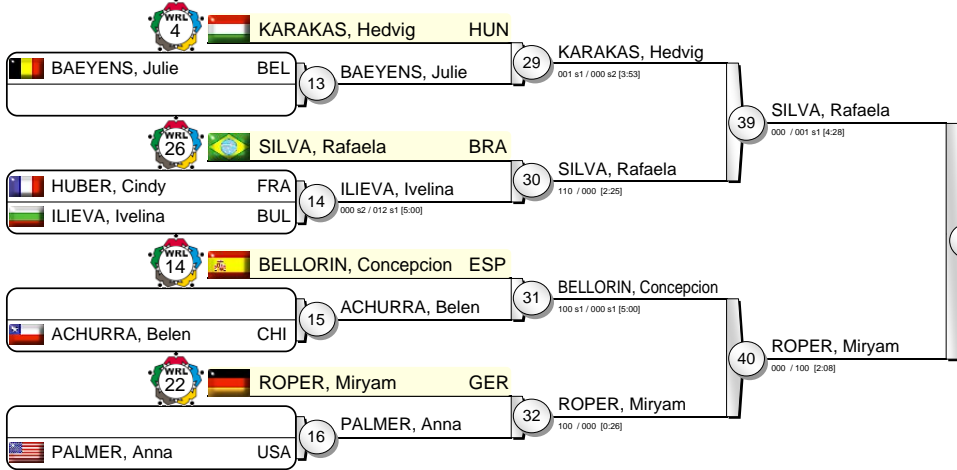 WRL
4
KARAKAS, Hedvig HUN
BAEYENS, Julie BEL
13
BAEYENS, Julie
29
KARAKAS, Hedvig
001 s1 / 000 s2 [3:53]
39
SILVA, Rafaela
000 / 001 s1 [4:28]
WRL
26
SILVA, Rafaela BRA
HUBER, Cindy FRA
ILIEVA, Ivelina BUL
14
ILIEVA, Ivelina
000 s2 / 012 s1 [5:00]
30
SILVA, Rafaela
110 / 000 [2:25]
WRL
14
BELLORIN, Concepcion ESP
ACHURRA, Belen CHI
15
ACHURRA, Belen
31
BELLORIN, Concepcion
100 s1 / 000 s1 [5:00]
40
ROPER, Miryam
000 / 100 [2:08]
WRL
22
ROPER, Miryam GER
PALMER, Anna USA
16
PALMER, Anna
32
ROPER, Miryam
100 / 000 [0:26]